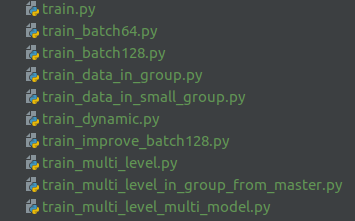 train.py
train_batch64.py
train_batch128.py
train_data_in_group.py
train_data_in_small_group.py
train_dynamic.py
train_improve_batch128.py
train_multi_level.py
train_multi_level_in_group_from_master.py
train_multi_level_multi_model.py